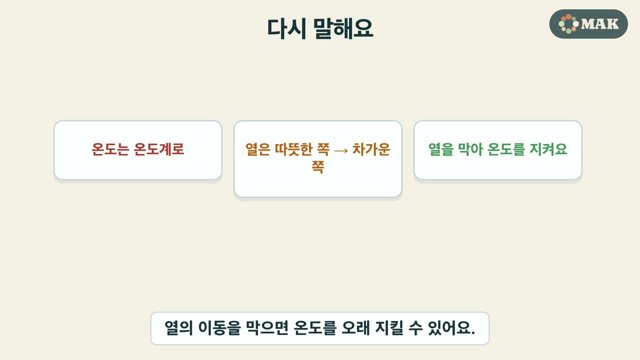 다시 말해요
MAK
온도는 온도계로
열은 따뜻한 쪽 → 차가운
쪽
열을 막아 온도를 지켜요
열의 이동을 막으면 온도를 오래 지킬 수 있어요.